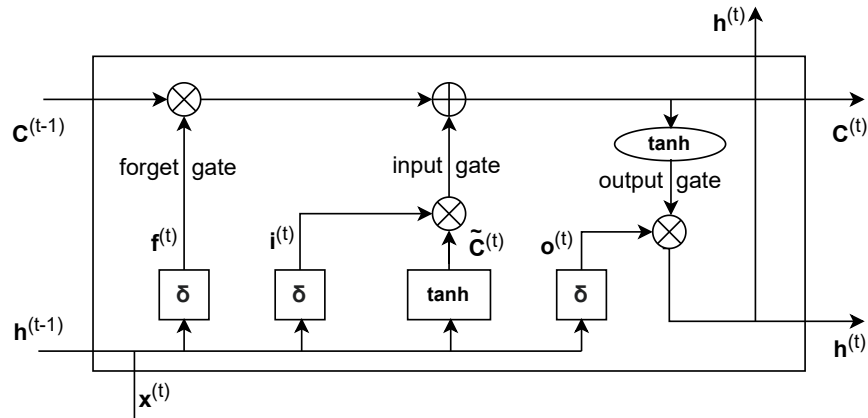 h(t)
C(t-1)
C(t)
tanh
forget gate
input gate
output gate
f(t)
i(t)
C̃(t)
o(t)
δ
δ
tanh
δ
h(t-1)
h(t)
x(t)